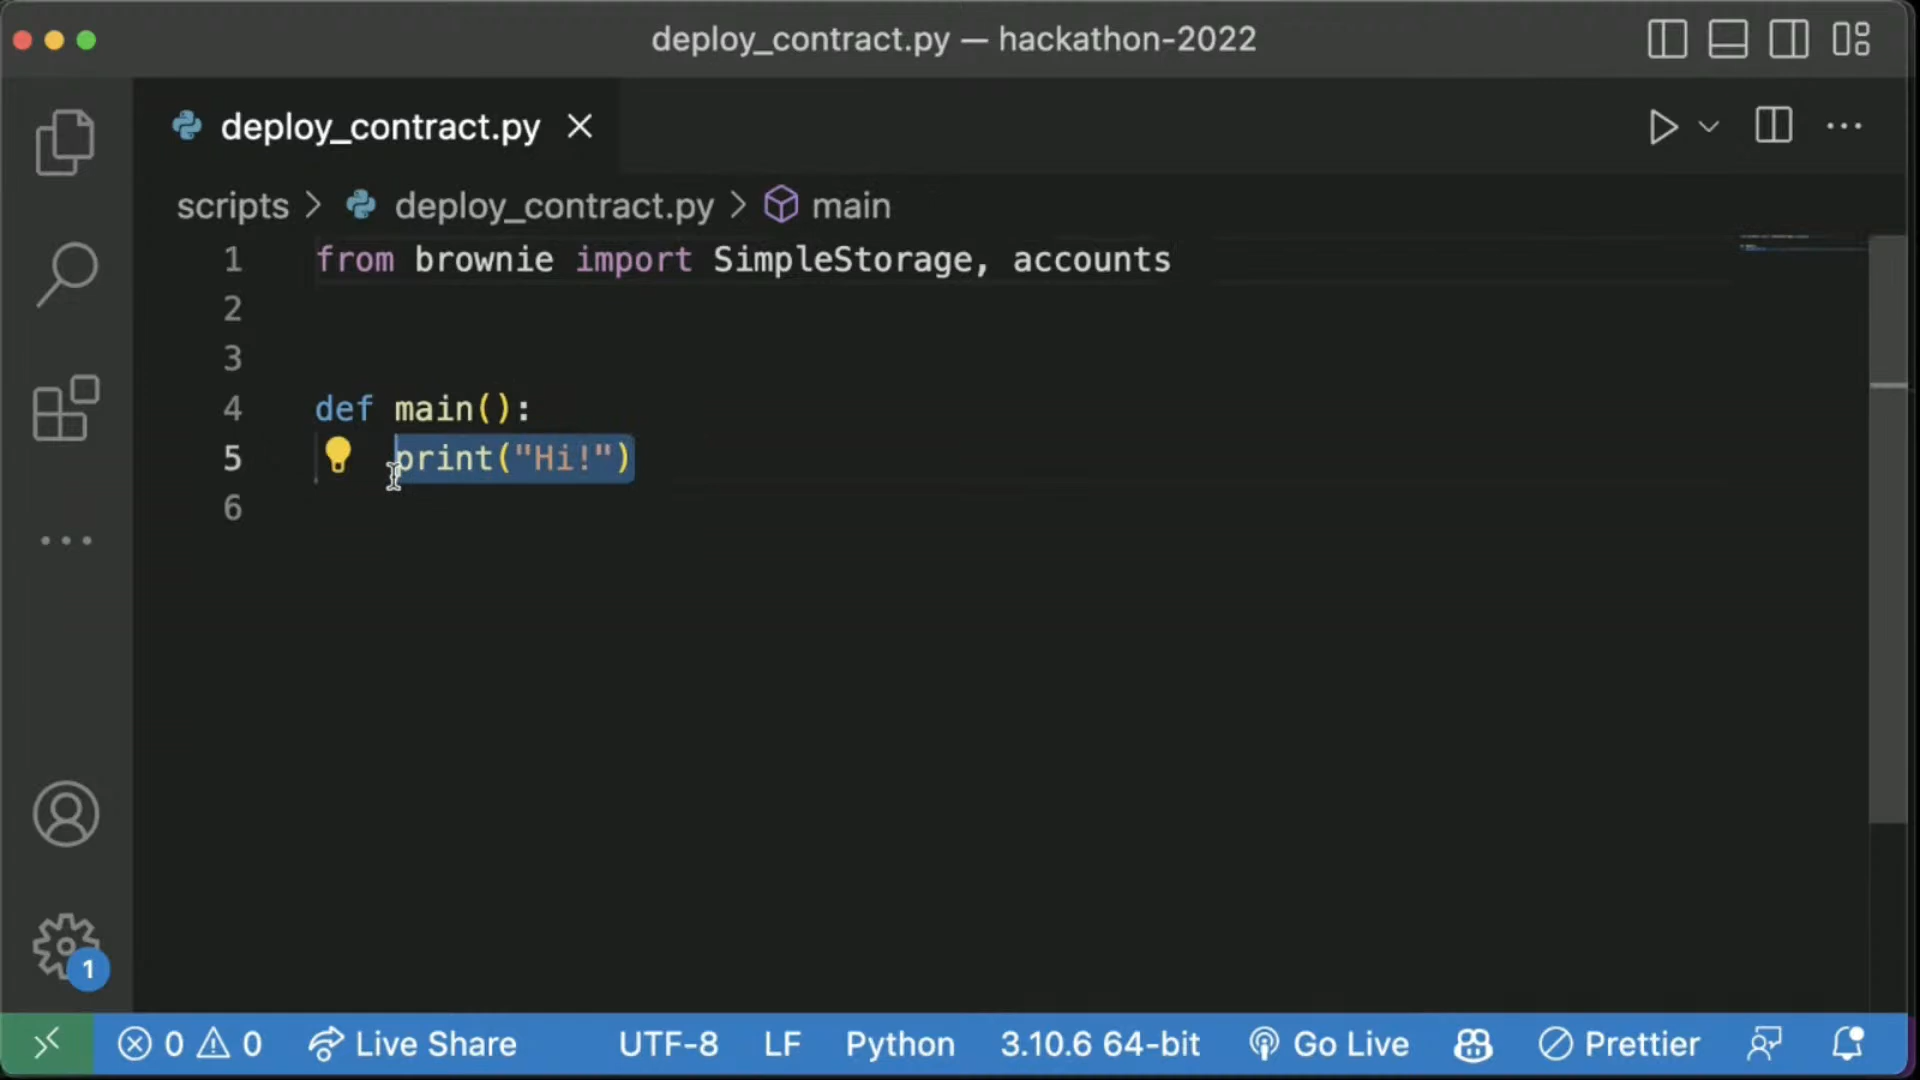 deploy_contract.py — hackathon-2022
deploy_contract.py
scripts > deploy_contract.py > main
1 from brownie import SimpleStorage, accounts
2
3
4 def main():
5 print("Hi!")
6
1
0 0 Live Share UTF-8 LF Python 3.10.6 64-bit Go Live Prettier